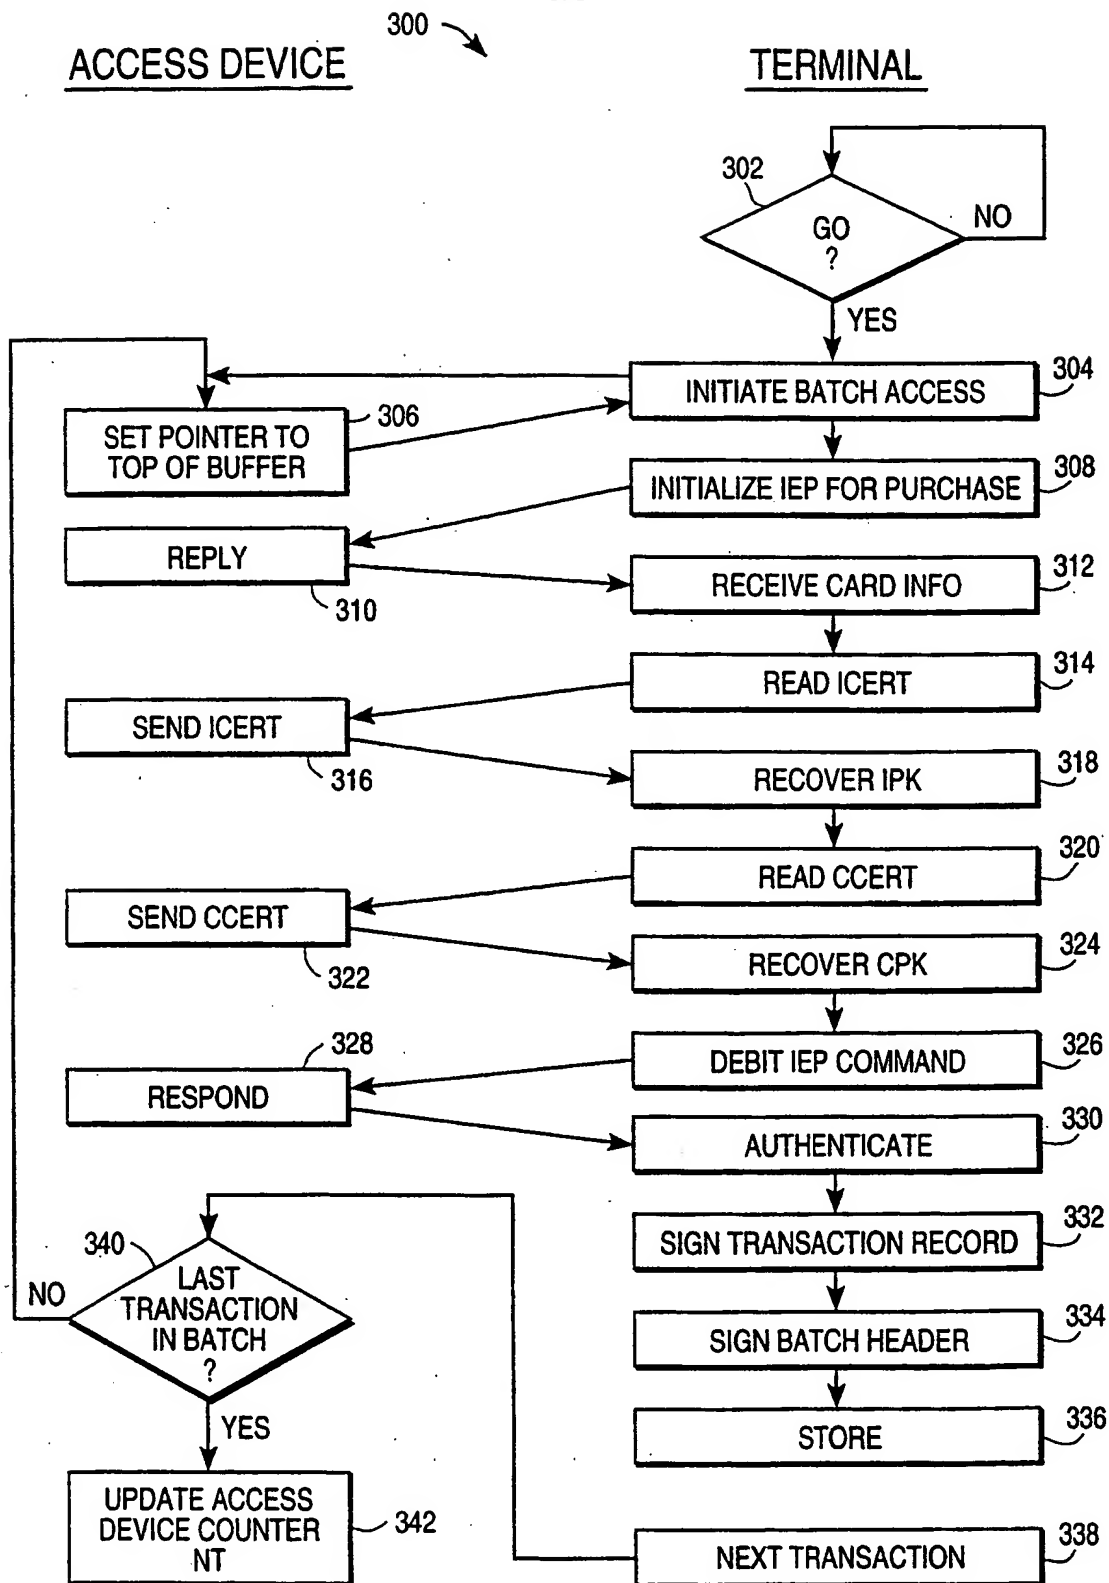 300
ACCESS DEVICE
TERMINAL
302
GO
?
NO
YES
INITIATE BATCH ACCESS
304
306
SET POINTER TO
TOP OF BUFFER
INITIALIZE IEP FOR PURCHASE
308
REPLY
310
RECEIVE CARD INFO
312
READ ICERT
314
SEND ICERT
316
RECOVER IPK
318
READ CCERT
320
SEND CCERT
322
RECOVER CPK
324
DEBIT IEP COMMAND
326
328
RESPOND
AUTHENTICATE
330
SIGN TRANSACTION RECORD
332
340
NO
LAST
TRANSACTION
IN BATCH
?
YES
SIGN BATCH HEADER
334
STORE
336
UPDATE ACCESS
DEVICE COUNTER
NT
342
NEXT TRANSACTION
338